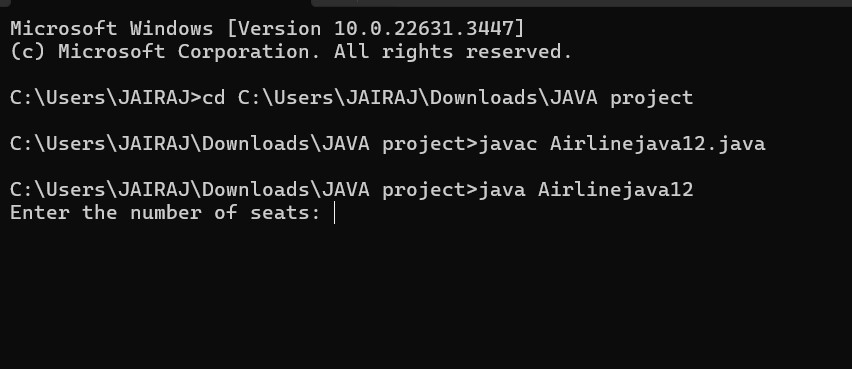 Microsoft Windows [Version 10.0.22631.3447]
(c) Microsoft Corporation. All rights reserved.
C:\Users\JAIRAJ>cd C:\Users\JAIRAJ\Downloads\JAVA project
C:\Users\JAIRAJ\Downloads\JAVA project>javac Airlinejava12.java
C:\Users\JAIRAJ\Downloads\JAVA project>java Airlinejava12
Enter the number of seats: